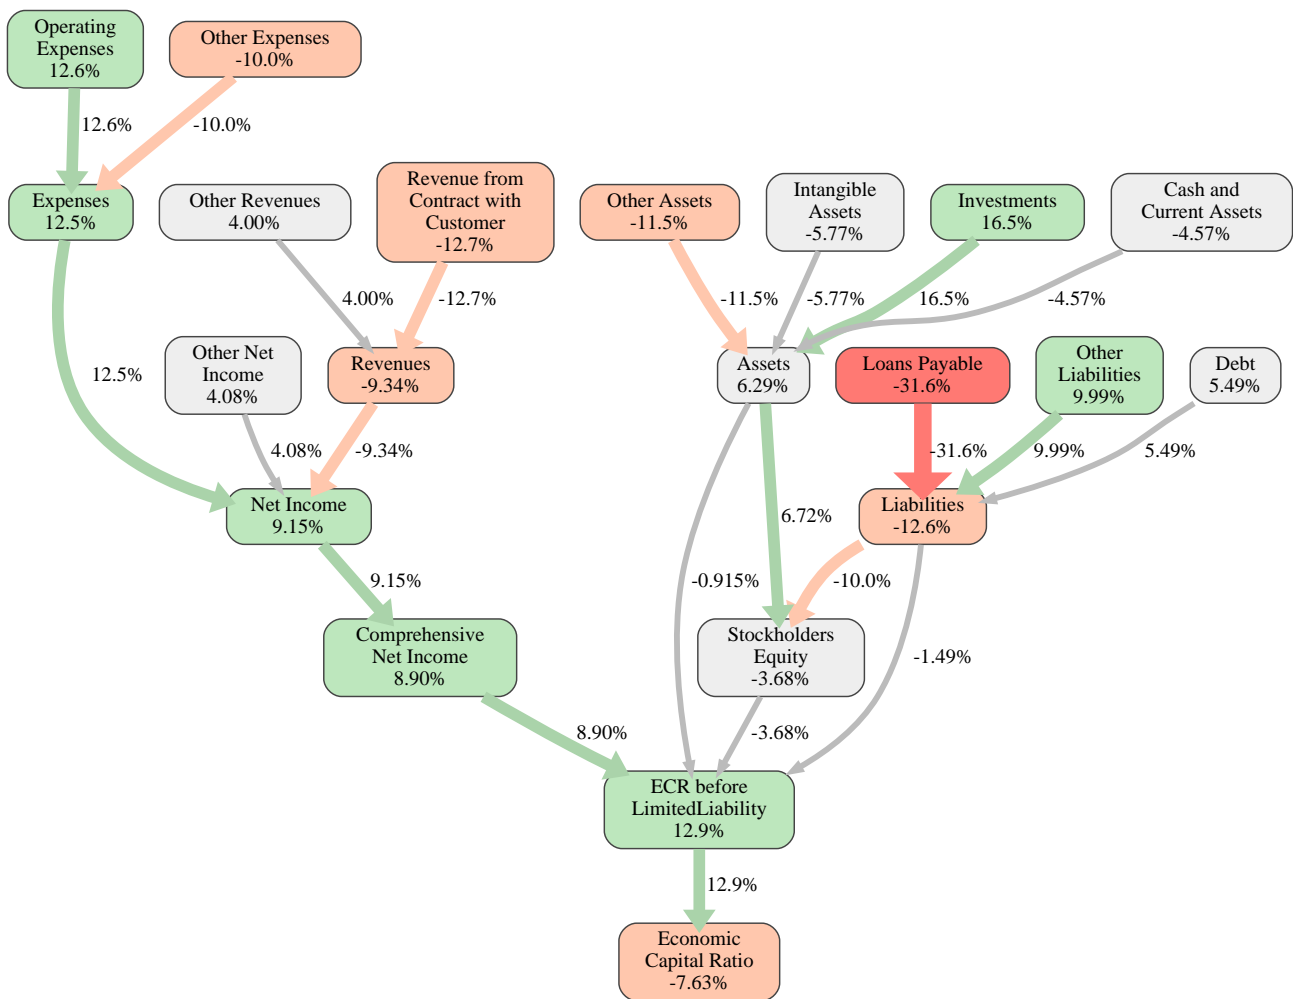 Operating
Expenses
12.6%
Other Expenses
-10.0%
12.6%
-10.0%
Expenses
12.5%
Other Revenues
4.00%
Revenue from
Contract with
Customer
-12.7%
Other Assets
-11.5%
Intangible
Assets
-5.77%
Investments
16.5%
Cash and
Current Assets
-4.57%
4.00%
-12.7%
-11.5%
-5.77%
16.5%
-4.57%
12.5%
Other Net
Income
4.08%
Revenues
-9.34%
Assets
6.29%
Loans Payable
-31.6%
Other
Liabilities
9.99%
Debt
5.49%
4.08%
-9.34%
-31.6%
9.99%
5.49%
Net Income
9.15%
6.72%
Liabilities
-12.6%
9.15%
-0.915%
-10.0%
Comprehensive
Net Income
8.90%
Stockholders
Equity
-3.68%
-1.49%
8.90%
-3.68%
ECR before
LimitedLiability
12.9%
12.9%
Economic
Capital Ratio
-7.63%